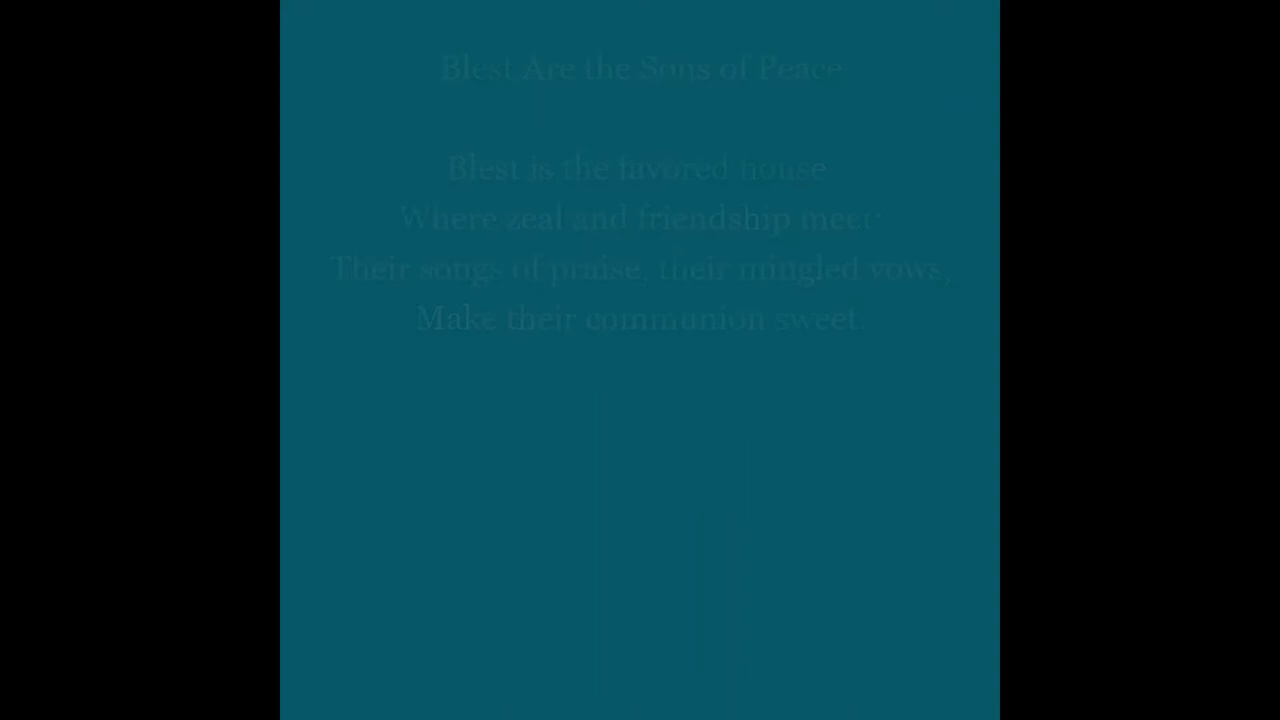 Blest Are the Sons of Peace
Blest is the favored house
Where zeal and friendship meet:
Their songs of praise, their mingled vows,
Make their communion sweet.